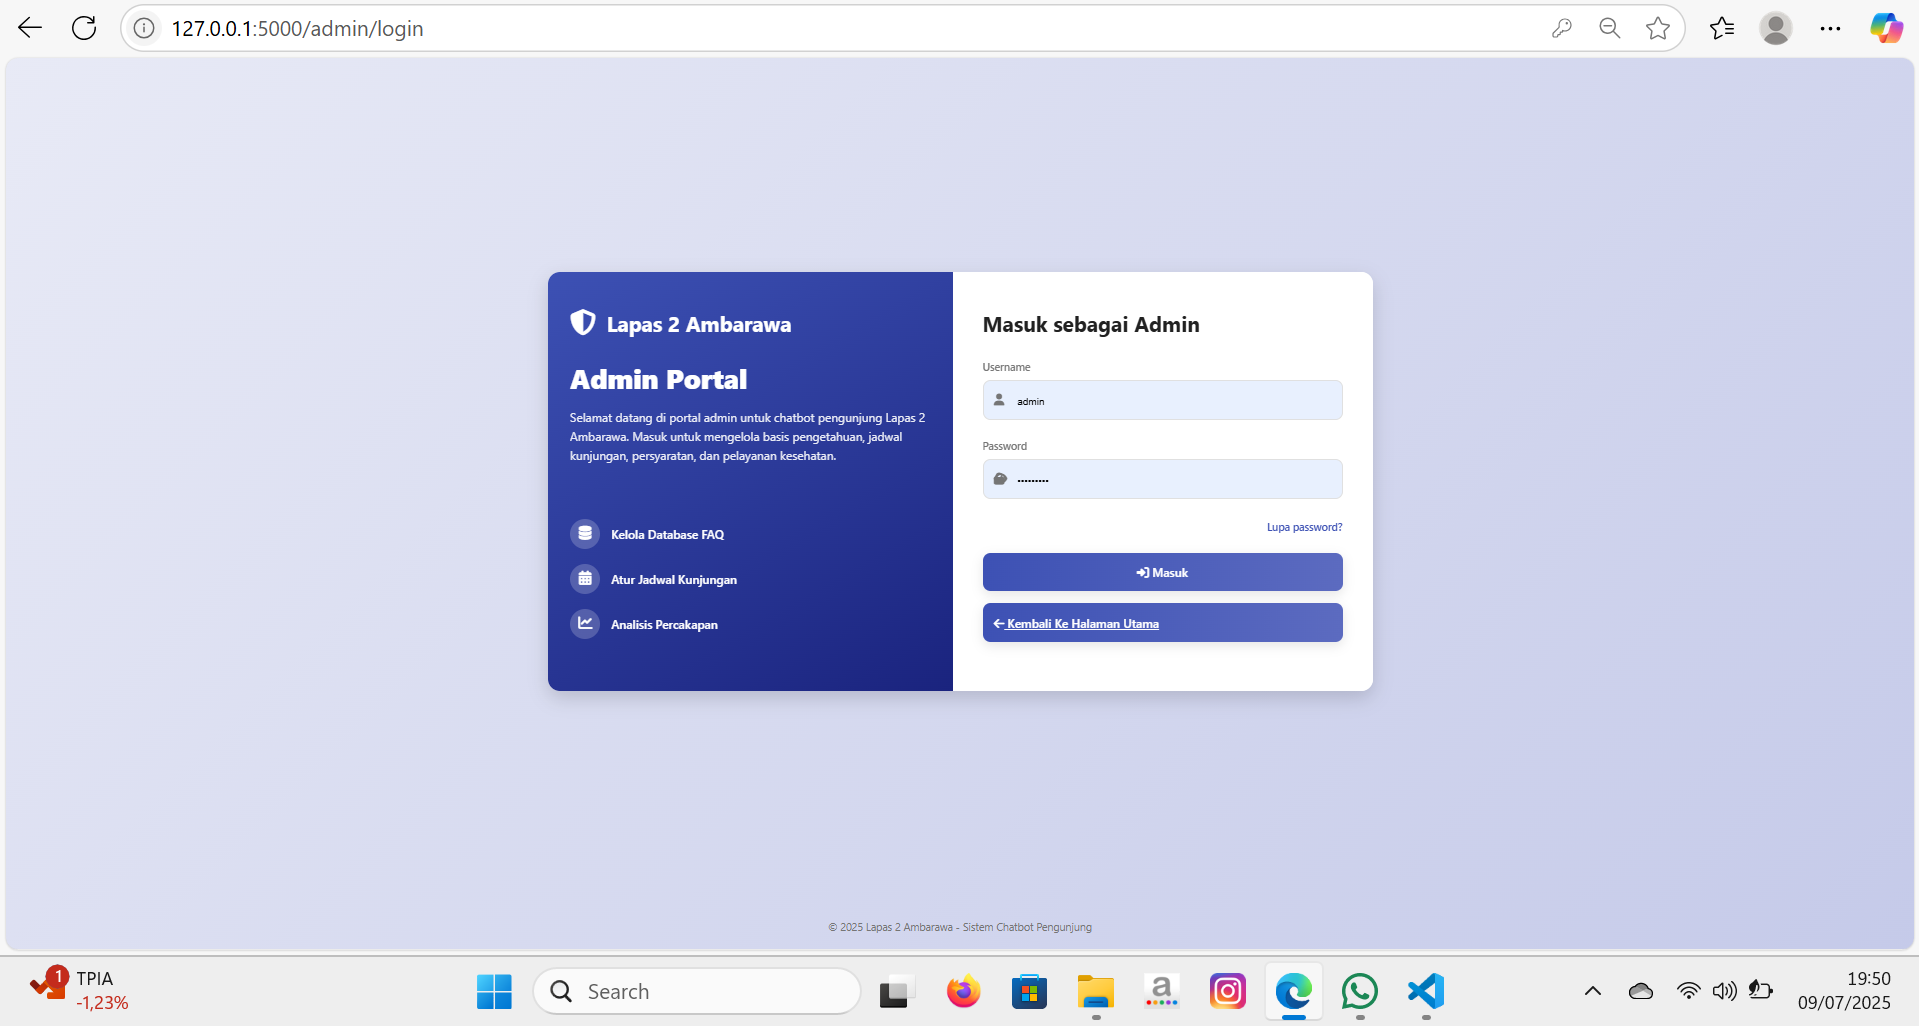 127.0.0.1:5000/admin/login
Lapas 2 Ambarawa
Admin Portal
Selamat datang di portal admin untuk chatbot pengunjung Lapas 2
Ambarawa. Masuk untuk mengelola basis pengetahuan, jadwal
kunjungan, persyaratan, dan pelayanan kesehatan.
Kelola Database FAQ
Atur Jadwal Kunjungan
Analisis Percakapan
Masuk sebagai Admin
Username
admin
Password
•••••••••
Lupa password?
Masuk
Kembali Ke Halaman Utama
© 2025 Lapas 2 Ambarawa - Sistem Chatbot Pengunjung
1
TPIA
-1,23%
Search
a
19:50
09/07/2025